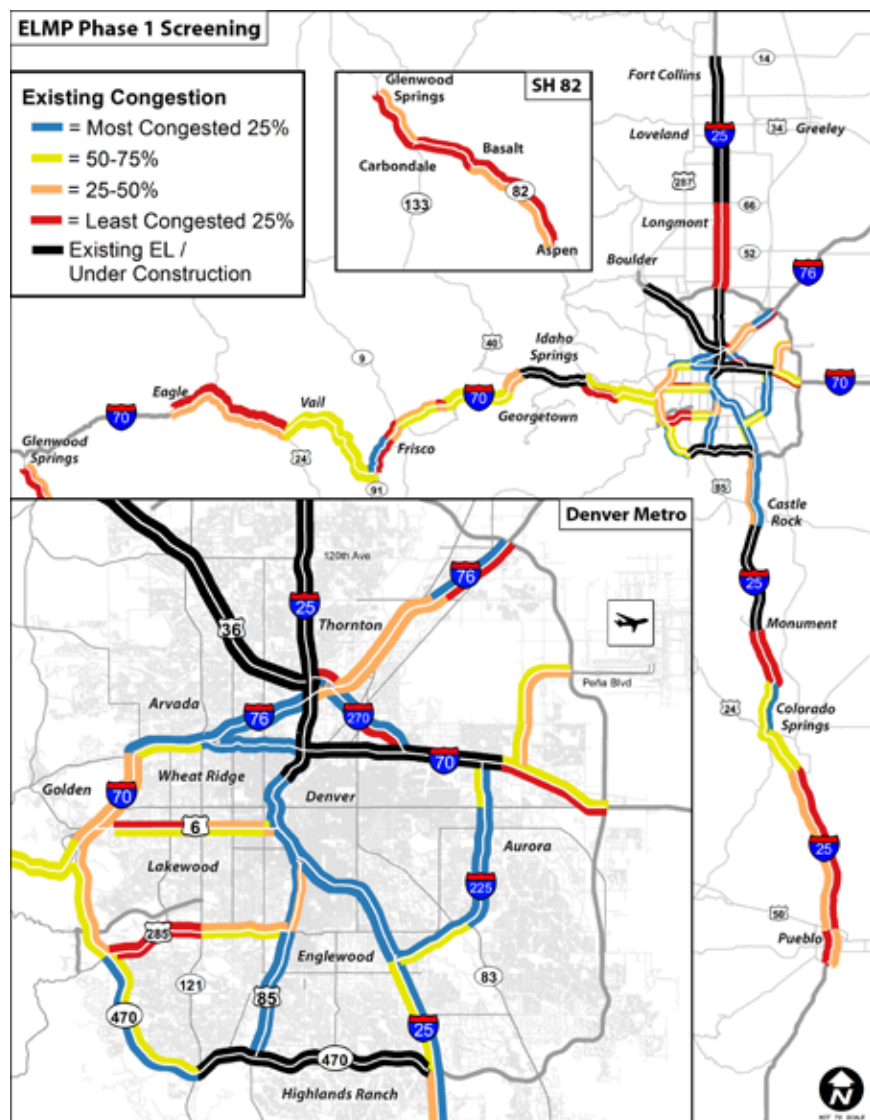 ELMP Phase 1 Screening
Existing Congestion
= Most Congested 25%
= 50-75%
= 25-50%
= Least Congested 25%
= Existing EL /
Under Construction
SH 82
Glenwood
Springs
Carbondale
Basalt
133
82
Aspen
14
Fort Collins
Loveland
25
34
Greeley
287
66
Longmont
52
Boulder
76
9
40
Idaho
Springs
Eagle
Vail
70
70
Georgetown
70
Glenwood
Springs
24
Frisco
91
85
Castle
Rock
25
Monument
24
Colorado
Springs
25
50
Pueblo
Denver Metro
120th Ave
76
25
Thornton
36
Peña Blvd
Arvada
76
270
70
Golden
Wheat Ridge
70
Denver
6
Aurora
Lakewood
225
285
Englewood
83
121
85
470
25
470
Highlands Ranch
N
NOT TO SCALE